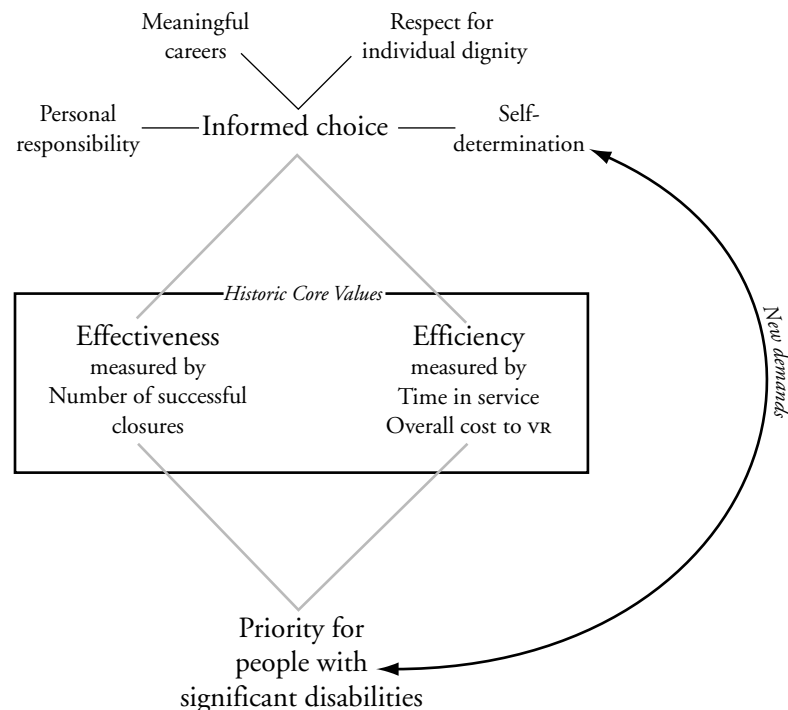 Meaningful
careers
Respect for
individual dignity
Personal
responsibility
Informed choice
Self-
determination
Historic Core Values
Effectiveness
measured by
Number of successful
closures
Efficiency
measured by
Time in service
Overall cost to VR
New demands
Priority for
people with
significant disabilities